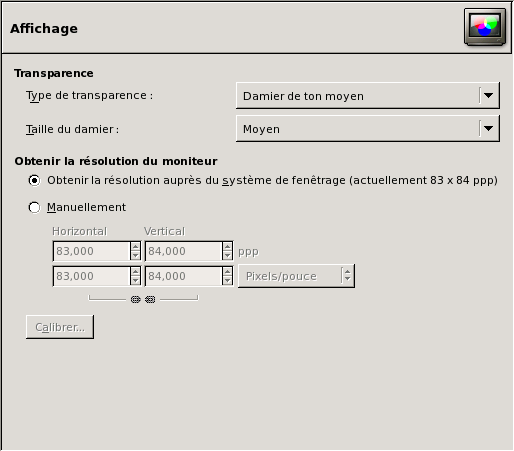 Affichage
Transparence
Type de transparence :
Damier de ton moyen
Taille du damier :
Moyen
Obtenir la résolution du moniteur
Obtenir la résolution auprès du système de fenêtrage (actuellement 83 x 84 ppp)
Manuellement
Horizontal Vertical
83,000 84,000 ppp
83,000 84,000 Pixels/pouce
Calibrer...